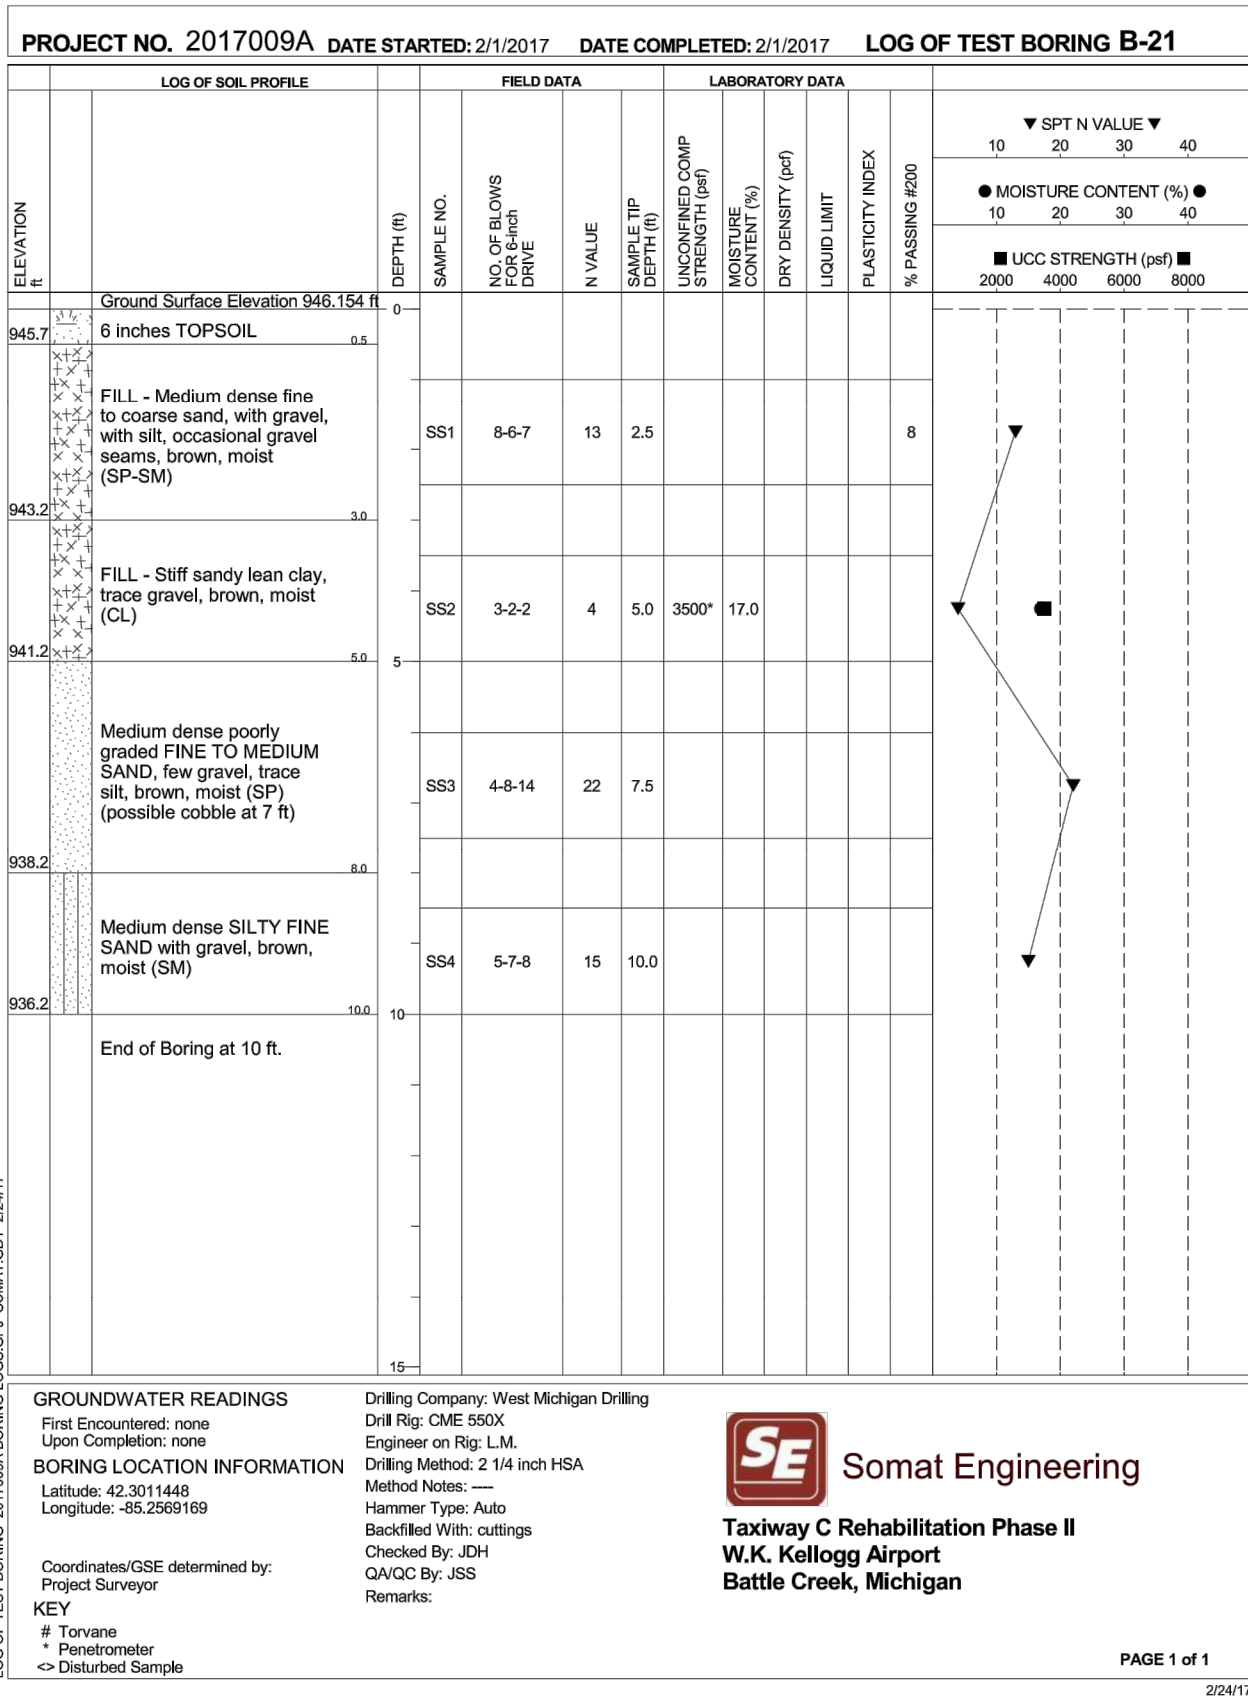 PROJECT NO. 2017009A DATE STARTED: 2/1/2017 DATE COMPLETED: 2/1/2017 LOG OF TEST BORING B-21
LOG OF SOIL PROFILE FIELD DATA LABORATORY DATA
ELEVATION
ft
DEPTH (ft)
SAMPLE NO.
NO. OF BLOWS
FOR 6-inch
DRIVE
N VALUE
SAMPLE TIP
DEPTH (ft)
UNCONFINED COMP
STRENGTH (psf)
MOISTURE
CONTENT (%)
DRY DENSITY (pcf)
LIQUID LIMIT
PLASTICITY INDEX
% PASSING #200
▼ SPT N VALUE ▼
10 20 30 40
● MOISTURE CONTENT (%) ●
10 20 30 40
■ UCC STRENGTH (psf) ■
2000 4000 6000 8000
Ground Surface Elevation 946.154 ft
0
945.7 6 inches TOPSOIL 0.5
FILL - Medium dense fine
to coarse sand, with gravel,
with silt, occasional gravel
seams, brown, moist
(SP-SM)
SS1 8-6-7 13 2.5 8
943.2 3.0
FILL - Stiff sandy lean clay,
trace gravel, brown, moist
(CL)
SS2 3-2-2 4 5.0 3500* 17.0
941.2 5.0 5
Medium dense poorly
graded FINE TO MEDIUM
SAND, few gravel, trace
silt, brown, moist (SP)
(possible cobble at 7 ft)
SS3 4-8-14 22 7.5
938.2 8.0
Medium dense SILTY FINE
SAND with gravel, brown,
moist (SM)
SS4 5-7-8 15 10.0
936.2 10.0 10
End of Boring at 10 ft.
15
GROUNDWATER READINGS
First Encountered: none
Upon Completion: none
BORING LOCATION INFORMATION
Latitude: 42.3011448
Longitude: -85.2569169
Coordinates/GSE determined by:
Project Surveyor
KEY
# Torvane
* Penetrometer
<> Disturbed Sample
Drilling Company: West Michigan Drilling
Drill Rig: CME 550X
Engineer on Rig: L.M.
Drilling Method: 2 1/4 inch HSA
Method Notes: ----
Hammer Type: Auto
Backfilled With: cuttings
Checked By: JDH
QA/QC By: JSS
Remarks:
SE
Somat Engineering
Taxiway C Rehabilitation Phase II
W.K. Kellogg Airport
Battle Creek, Michigan
PAGE 1 of 1
2/24/17